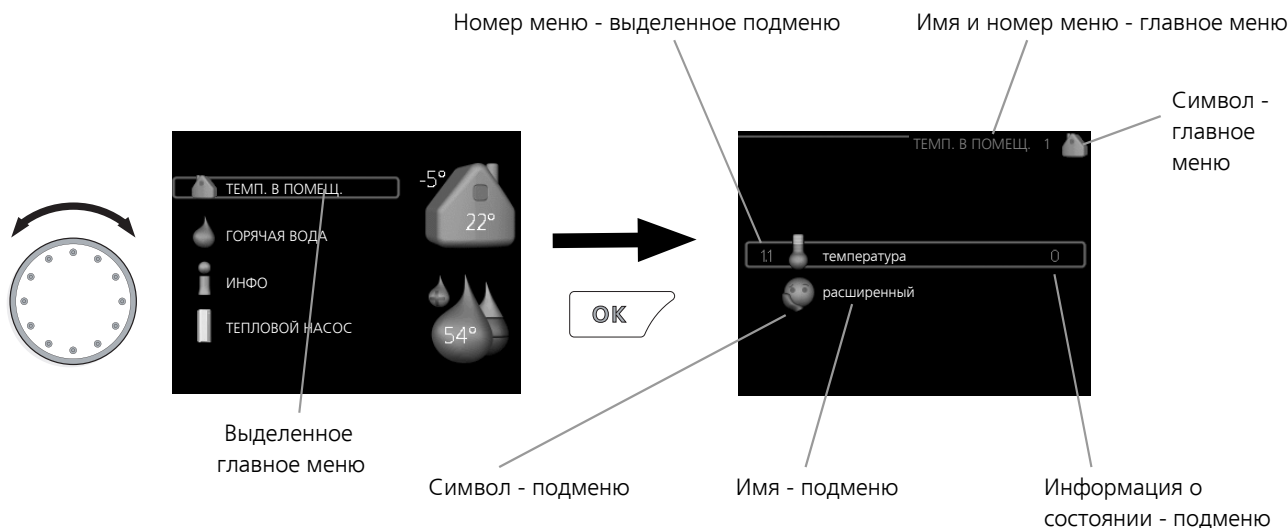 Номер меню - выделенное подменю
Имя и номер меню - главное меню
Символ -
главное
меню
ТЕМП. В ПОМЕЩ.
ГОРЯЧАЯ ВОДА
ИНФО
ТЕПЛОВОЙ НАСОС
-5°
22°
54°
OK
ТЕМП. В ПОМЕЩ. 1
1.1 температура 0
расширенный
Выделенное
главное меню
Символ - подменю
Имя - подменю
Информация о
состоянии - подменю